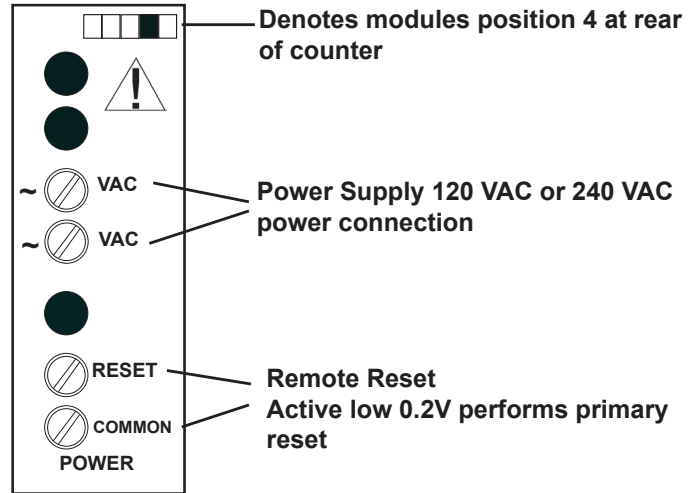 Denotes modules position 4 at rear
of counter
~ VAC
~ VAC
Power Supply 120 VAC or 240 VAC
power connection
RESET
COMMON
POWER
Remote Reset
Active low 0.2V performs primary
reset